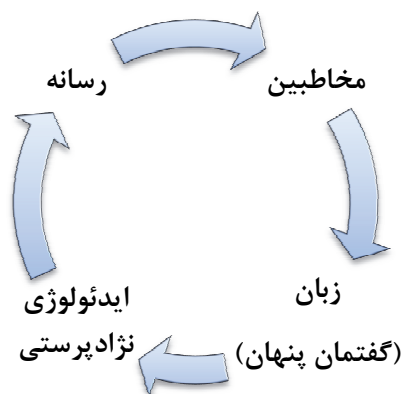 رسانه
مخاطبین
زبان
(گفتمان پنهان)
ایدئولوژی
نژادپرستی